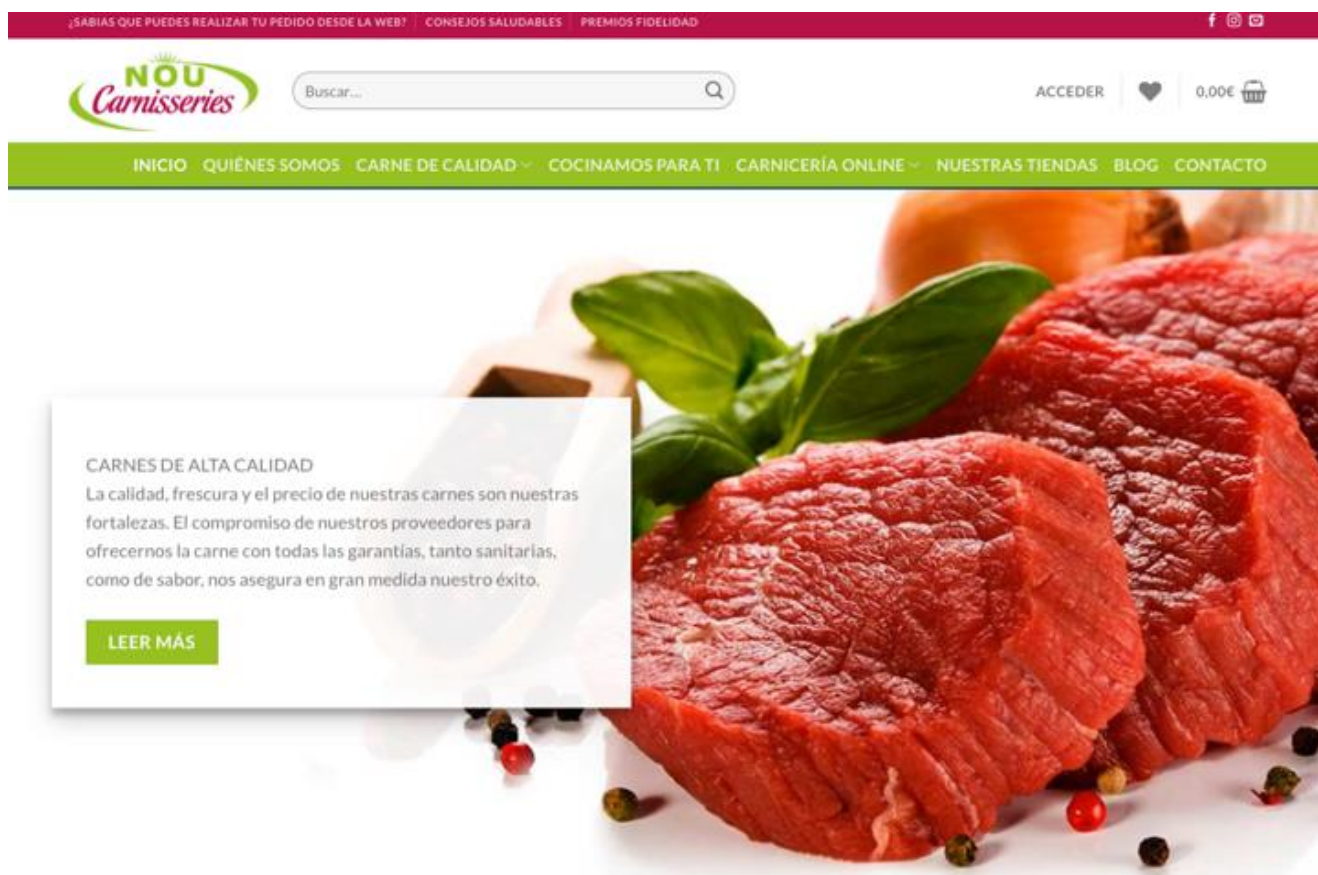 ¿SABIAS QUE PUEDES REALIZAR TU PEDIDO DESDE LA WEB? CONSEJOS SALUDABLES PREMIOS FIDELIDAD
NOU
Carnisseries
Buscar...
ACCEDER
0,00€
INICIO QUIÉNES SOMOS CARNE DE CALIDAD COCINAMOS PARA TI CARNICERÍA ONLINE NUESTRAS TIENDAS BLOG CONTACTO
CARNES DE ALTA CALIDAD
La calidad, frescura y el precio de nuestras carnes son nuestras
fortalezas. El compromiso de nuestros proveedores para
ofrecernos la carne con todas las garantías, tanto sanitarias,
como de sabor, nos asegura en gran medida nuestro éxito.
LEER MÁS